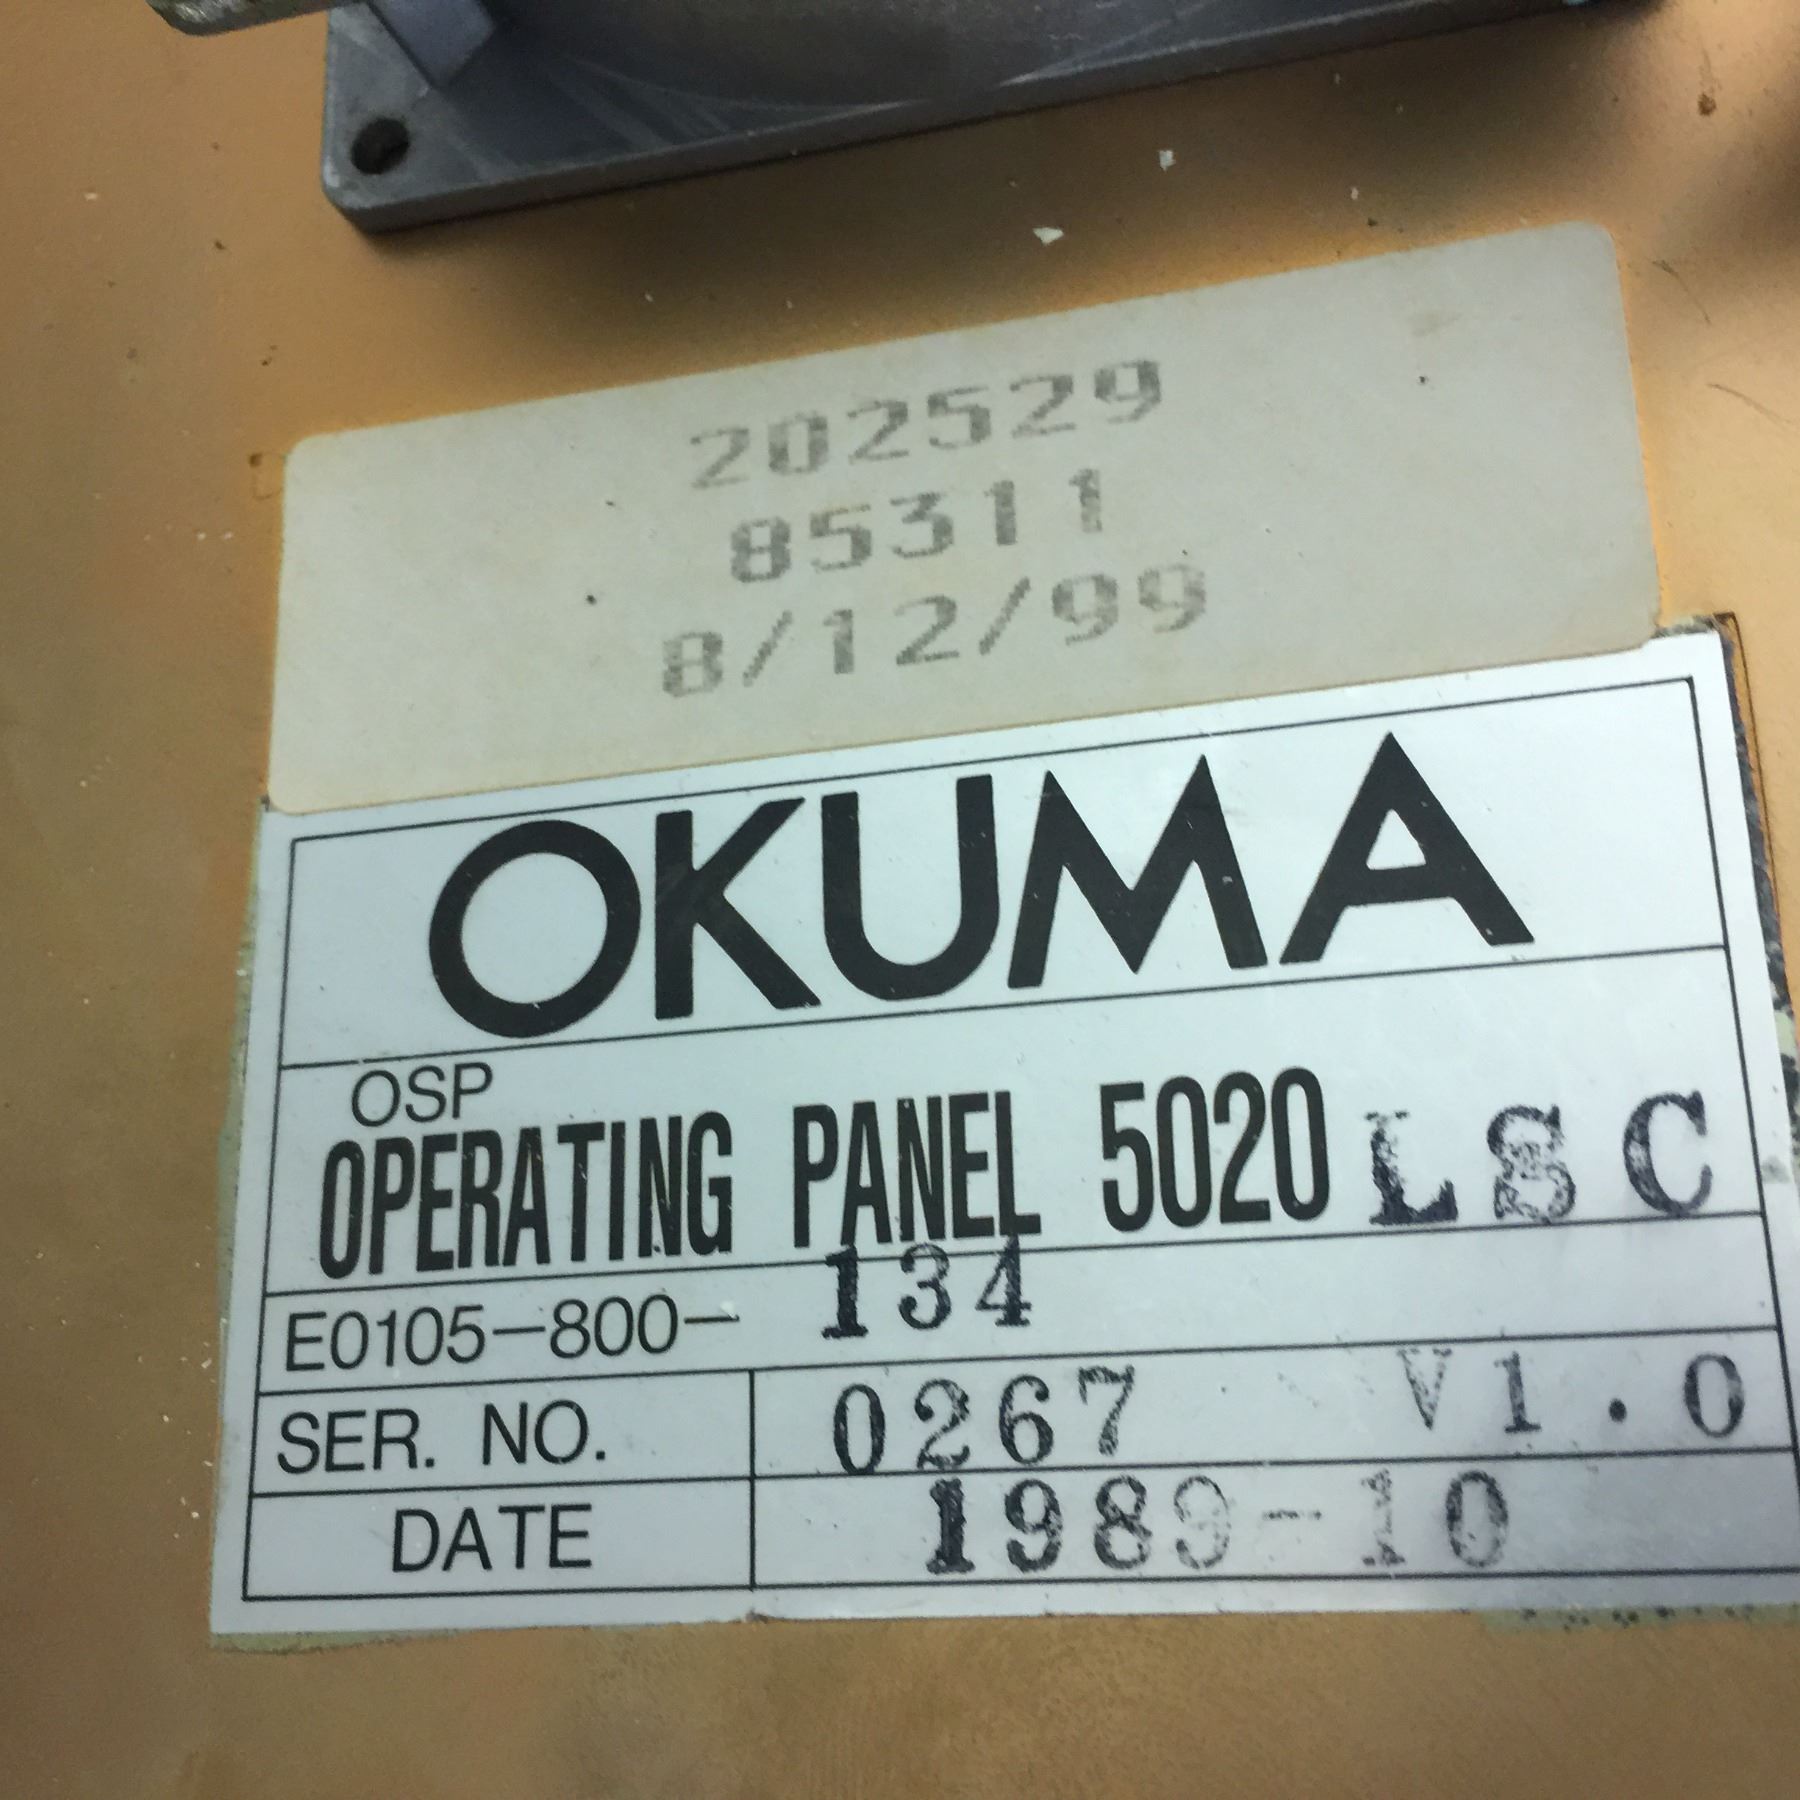 202529
85311
8/12/99
OKUMA
OSP
OPERATING PANEL 5020 LSC
E0105-800- 134
SER. NO. 0267 V1.0
DATE 1989-10